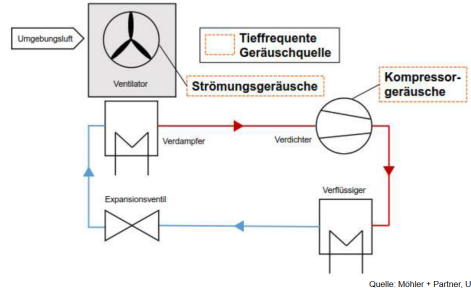 Umgebungsluft
Tieffrequente
Geräuschquelle
Ventilator
Strömungsgeräusche
Kompressor-
geräusche
Verdampfer
Verdichter
Expansionsventil
Verflüssiger
Quelle: Möhler + Partner, U